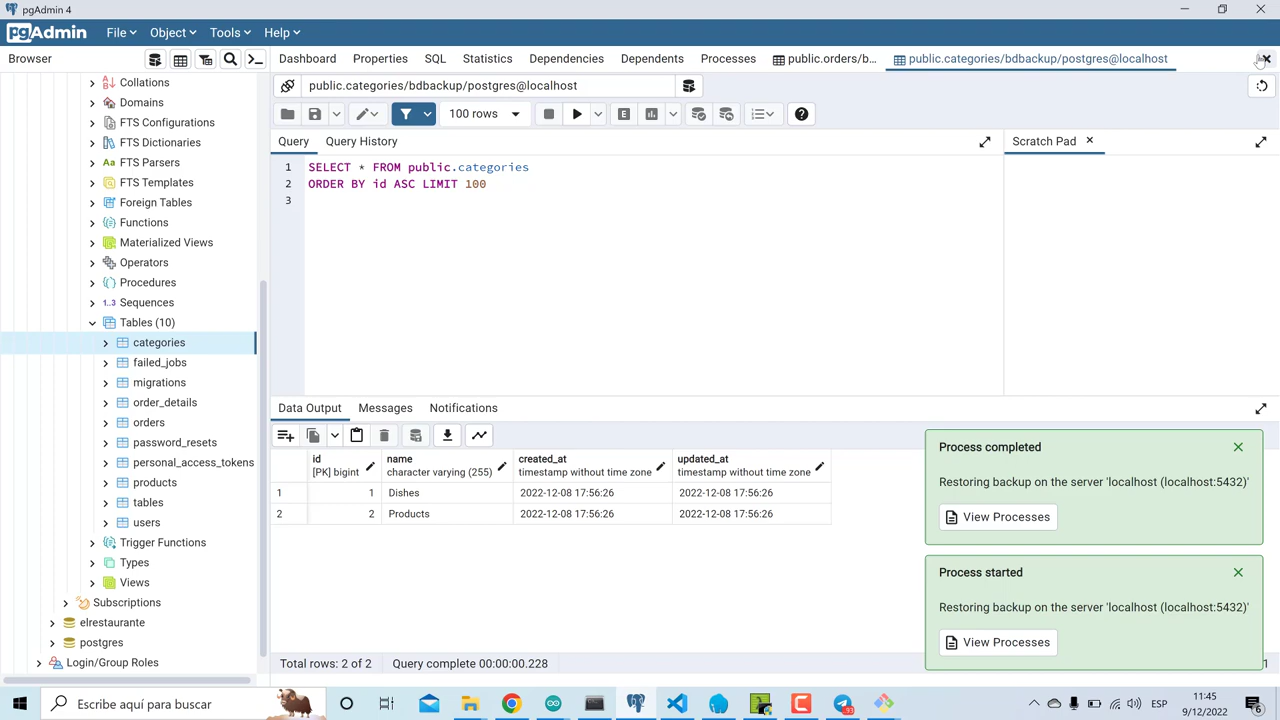 pgAdmin 4
pgAdmin File Object Tools Help
Browser
Dashboard Properties SQL Statistics Dependencies Dependents Processes public.orders/b... public.categories/bdbackup/postgres@localhost
public.categories/bdbackup/postgres@localhost
100 rows
E
Query Query History
Scratch Pad
1 SELECT * FROM public.categories
2 ORDER BY id ASC LIMIT 100
3
Collations
Domains
FTS Configurations
FTS Dictionaries
Aa FTS Parsers
FTS Templates
Foreign Tables
Functions
Materialized Views
Operators
Procedures
1..3 Sequences
Tables (10)
categories
failed_jobs
migrations
order_details
orders
password_resets
personal_access_tokens
products
tables
users
Trigger Functions
Types
Views
Subscriptions
elrestaurante
postgres
Login/Group Roles
Data Output Messages Notifications
id
[PK] bigint
name
character varying (255)
created_at
timestamp without time zone
updated_at
timestamp without time zone
1 1 Dishes 2022-12-08 17:56:26 2022-12-08 17:56:26
2 2 Products 2022-12-08 17:56:26 2022-12-08 17:56:26
Process completed
Restoring backup on the server 'localhost (localhost:5432)'
View Processes
Process started
Restoring backup on the server 'localhost (localhost:5432)'
View Processes
Total rows: 2 of 2 Query complete 00:00:00.228
1
Escribe aquí para buscar
93
ESP
11:45
9/12/2022
6